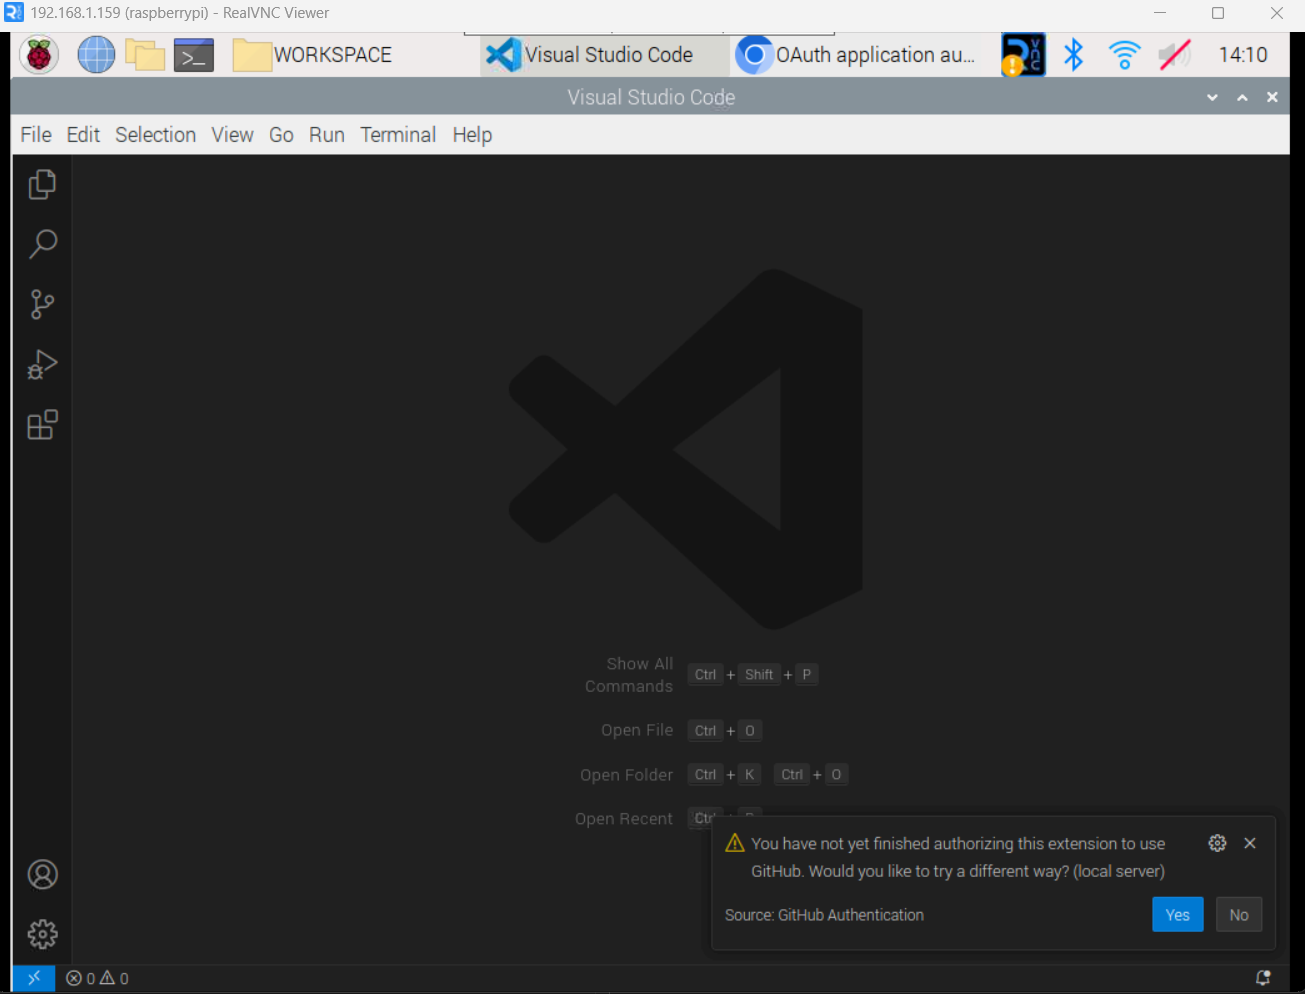 192.168.1.159 (raspberrypi) - RealVNC Viewer
WORKSPACE
Visual Studio Code
OAuth application au...
14:10
Visual Studio Code
File Edit Selection View Go Run Terminal Help
Show All
Commands
Ctrl + Shift + P
Open File Ctrl + O
Open Folder Ctrl + K Ctrl + O
Open Recent
You have not yet finished authorizing this extension to use
GitHub. Would you like to try a different way? (local server)
Source: GitHub Authentication
Yes No
0 0